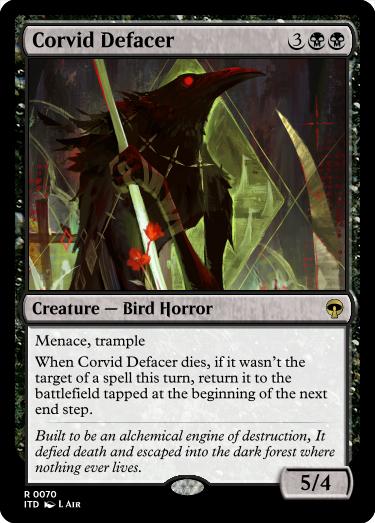 Corvid Defacer 3
Creature — Bird Horror
Menace, trample
When Corvid Defacer dies, if it wasn't the
target of a spell this turn, return it to the
battlefield tapped at the beginning of the next
end step.
Built to be an alchemical engine of destruction, It
defied death and escaped into the dark forest where
nothing ever lives.
5/4
R 0070
ITD L AIR